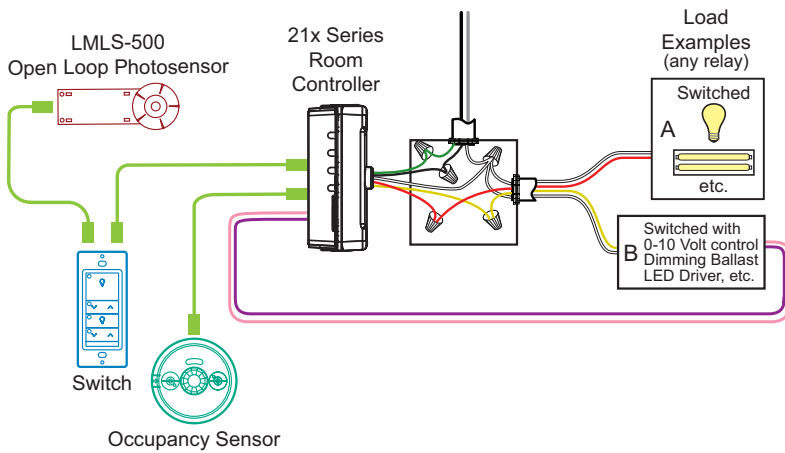 LMLS-500
Open Loop Photosensor
21x Series
Room
Controller
Load
Examples
(any relay)
Switched
A
etc.
Switched with
0-10 Volt control
B
Dimming Ballast
LED Driver, etc.
Switch
Occupancy Sensor